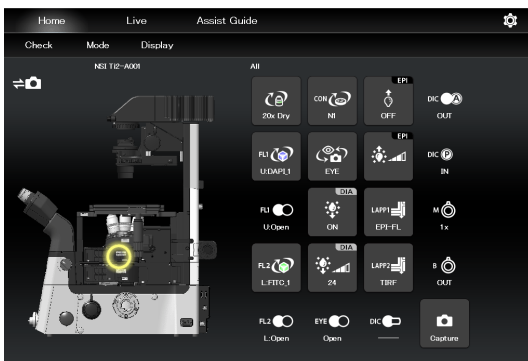 Home Live Assist Guide
Check Mode Display
NSI Ti2-A001
All
20x Dry
CON
N1
EPI
OFF
DIC A
OUT
FL1
U:DAPI_1
EYE
EPI
DIC P
IN
FL1
U:Open
DIA
ON
LAPP1
EPI-FL
M
1x
FL2
L:FITC_1
DIA
24
LAPP2
TIRF
B
OUT
FL2
L:Open
EYE
Open
DIC
Capture